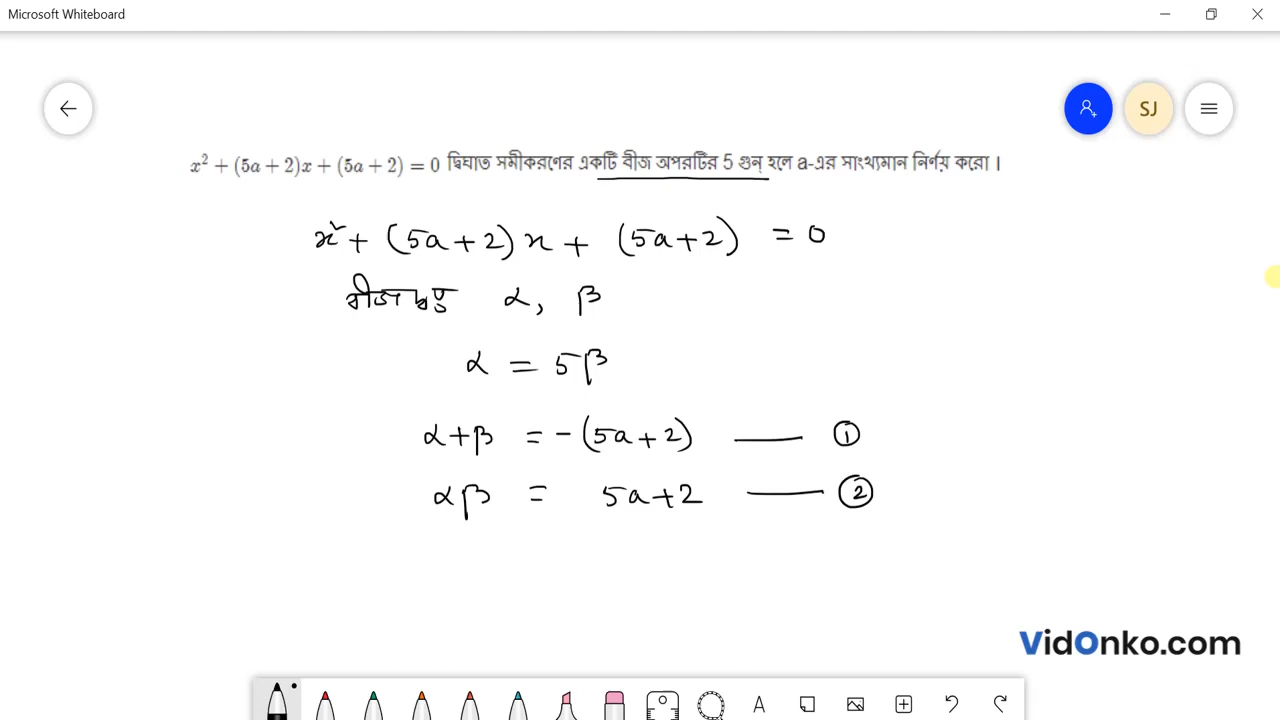 Microsoft Whiteboard
SJ
x² + (5a + 2)x + (5a + 2) = 0 দ্বিঘাত সমীকরণের একটি বীজ অপরটির 5 গুন্ হলে a-এর সাংখ্যমান নির্ণয় করো ।
x² + (5a + 2) x + (5a + 2) = 0
বীজদ্বয় α, β
α = 5β
α + β = - (5a + 2) —— ①
αβ = 5a + 2 —— ②
VidOnko.com
A